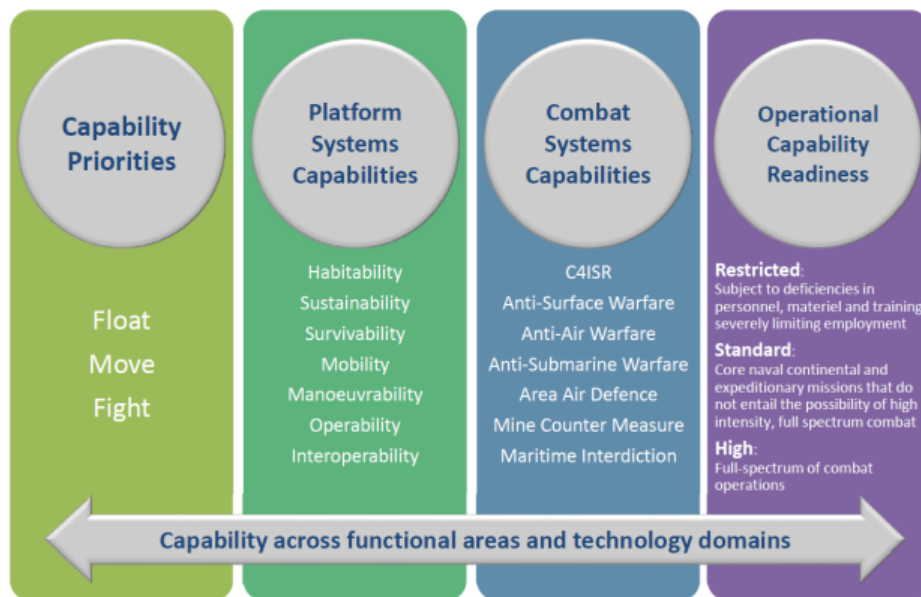 Capability
Priorities
Float
Move
Fight
Platform
Systems
Capabilities
Habitability
Sustainability
Survivability
Mobility
Manoeuvrability
Operability
Interoperability
Combat
Systems
Capabilities
C4ISR
Anti-Surface Warfare
Anti-Air Warfare
Anti-Submarine Warfare
Area Air Defence
Mine Counter Measure
Maritime Interdiction
Operational
Capability
Readiness
Restricted:
Subject to deficiencies in
personnel, materiel and training
severely limiting employment
Standard:
Core naval continental and
expeditionary missions that do
not entail the possibility of high
intensity, full spectrum combat
High:
Full-spectrum of combat
operations
Capability across functional areas and technology domains